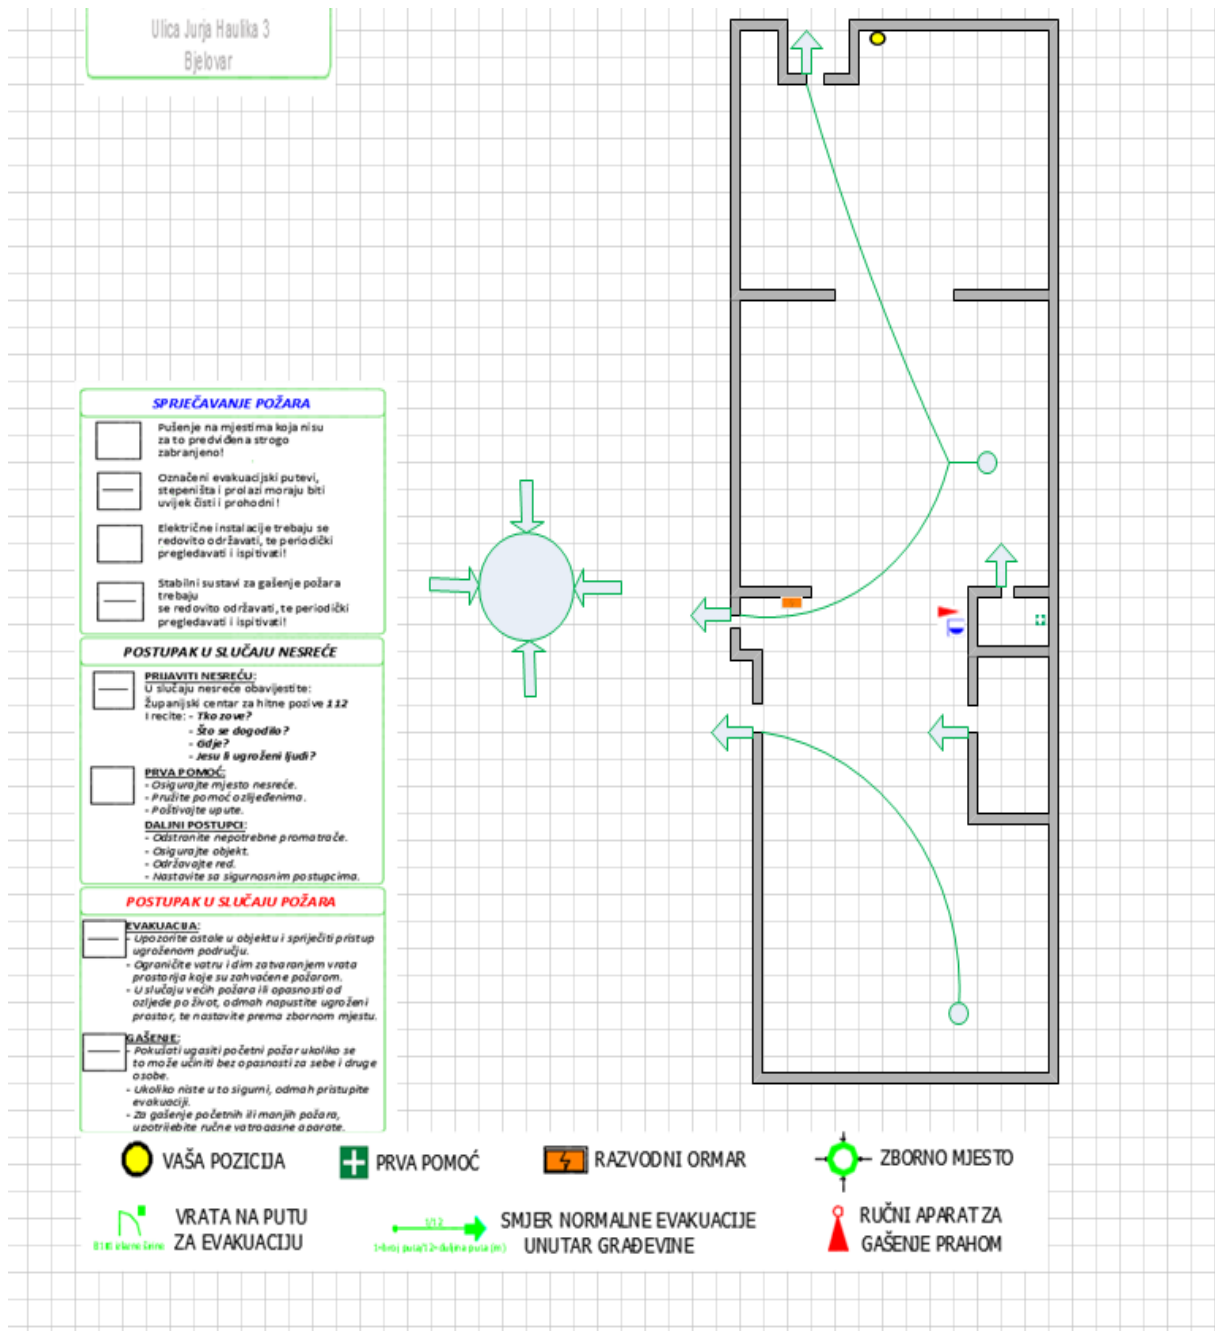 Ulica Jurja Haulika 3
Bjelovar
SPRJEČAVANJE POŽARA
Pušenje na mjestima koja nisu
za to predviđena strogo
zabranjeno!
Označeni evakuacijski putevi,
stepeništa i prolazi moraju biti
uvijek čisti i prohodni!
Električne instalacije trebaju se
redovito održavati, te periodički
pregledavati i ispitivati!
Stabilni sustavi za gašenje požara
trebaju
se redovito održavati, te periodički
pregledavati i ispitivati!
POSTUPAK U SLUČAJU NESREĆE
PRIJAVITI NESREĆU:
U slučaju nesreće obavijestite:
Županijski centar za hitne pozive 112
I recite: - Tko zove?
- Što se dogodilo?
- Gdje?
- Jesu li ugroženi ljudi?
PRVA POMOĆ:
- Osigurajte mjesto nesreće.
- Pružite pomoć ozlijeđenima.
- Poštivajte upute.
DALJNI POSTUPCI:
- Odstranite nepotrebne promatrače.
- Osigurajte objekt.
- Održavajte red.
- Nastavite sa sigurnosnim postupcima.
POSTUPAK U SLUČAJU POŽARA
EVAKUACIJA:
- Upozorite ostale u objektu i spriječiti pristup
ugroženom području.
- Ograničite vatru i dim zatvaranjem vrata
prostorija koje su zahvaćene požarom.
- U slučaju većih požara ili opasnosti od
ozljede po život, odmah napustite ugroženi
prostor, te nastavite prema zbornom mjestu.
GAŠENJE:
- Pokušati ugasiti početni požar ukoliko se
to može učiniti bez opasnosti za sebe i druge
osobe.
- Ukoliko niste u to sigurni, odmah pristupite
evakuaciji.
- Za gašenje početnih ili manjih požara,
upotrijebite ručne vatrogasne aparate.
VAŠA POZICIJA
PRVA POMOĆ
RAZVODNI ORMAR
ZBORNO MJESTO
VRATA NA PUTU
ZA EVAKUACIJU
1/12
1=broj puta/12=duljina puta (m)
SMJER NORMALNE EVAKUACIJE
UNUTAR GRAĐEVINE
RUČNI APARAT ZA
GAŠENJE PRAHOM